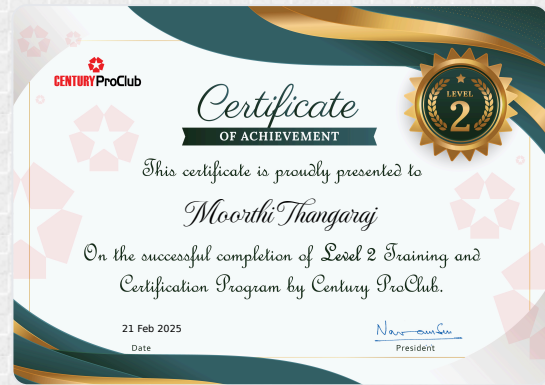 CENTURY ProClub
LEVEL
2
Certificate
OF ACHIEVEMENT
This certificate is proudly presented to
Moorthi Thangaraj
On the successful completion of Level 2 Training and
Certification Program by Century ProClub.
21 Feb 2025
Date
President